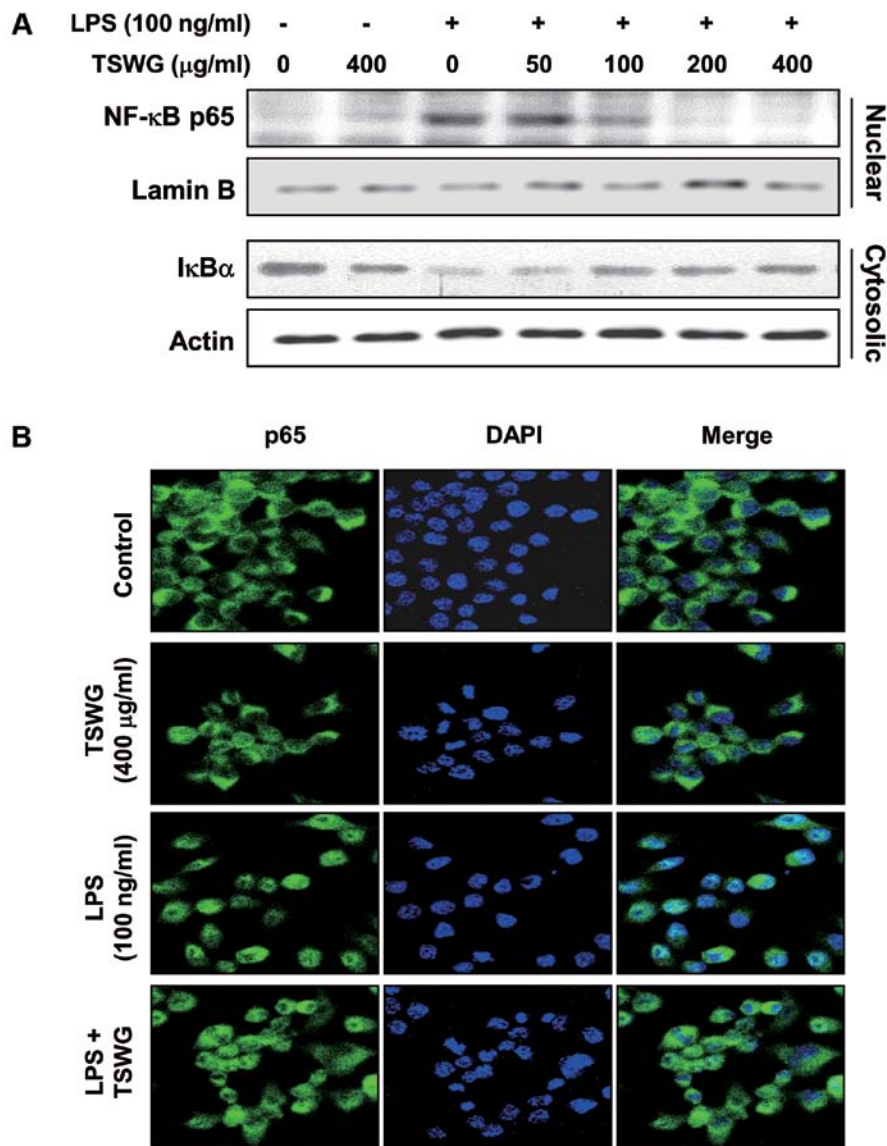 A
LPS (100 ng/ml) - - + + + + +
TSWG (μg/ml) 0 400 0 50 100 200 400
NF-κB p65
Lamin B
Nuclear
IκBα
Actin
Cytosolic
B
p65 DAPI Merge
Control
TSWG
(400 μg/ml)
LPS
(100 ng/ml)
LPS +
TSWG